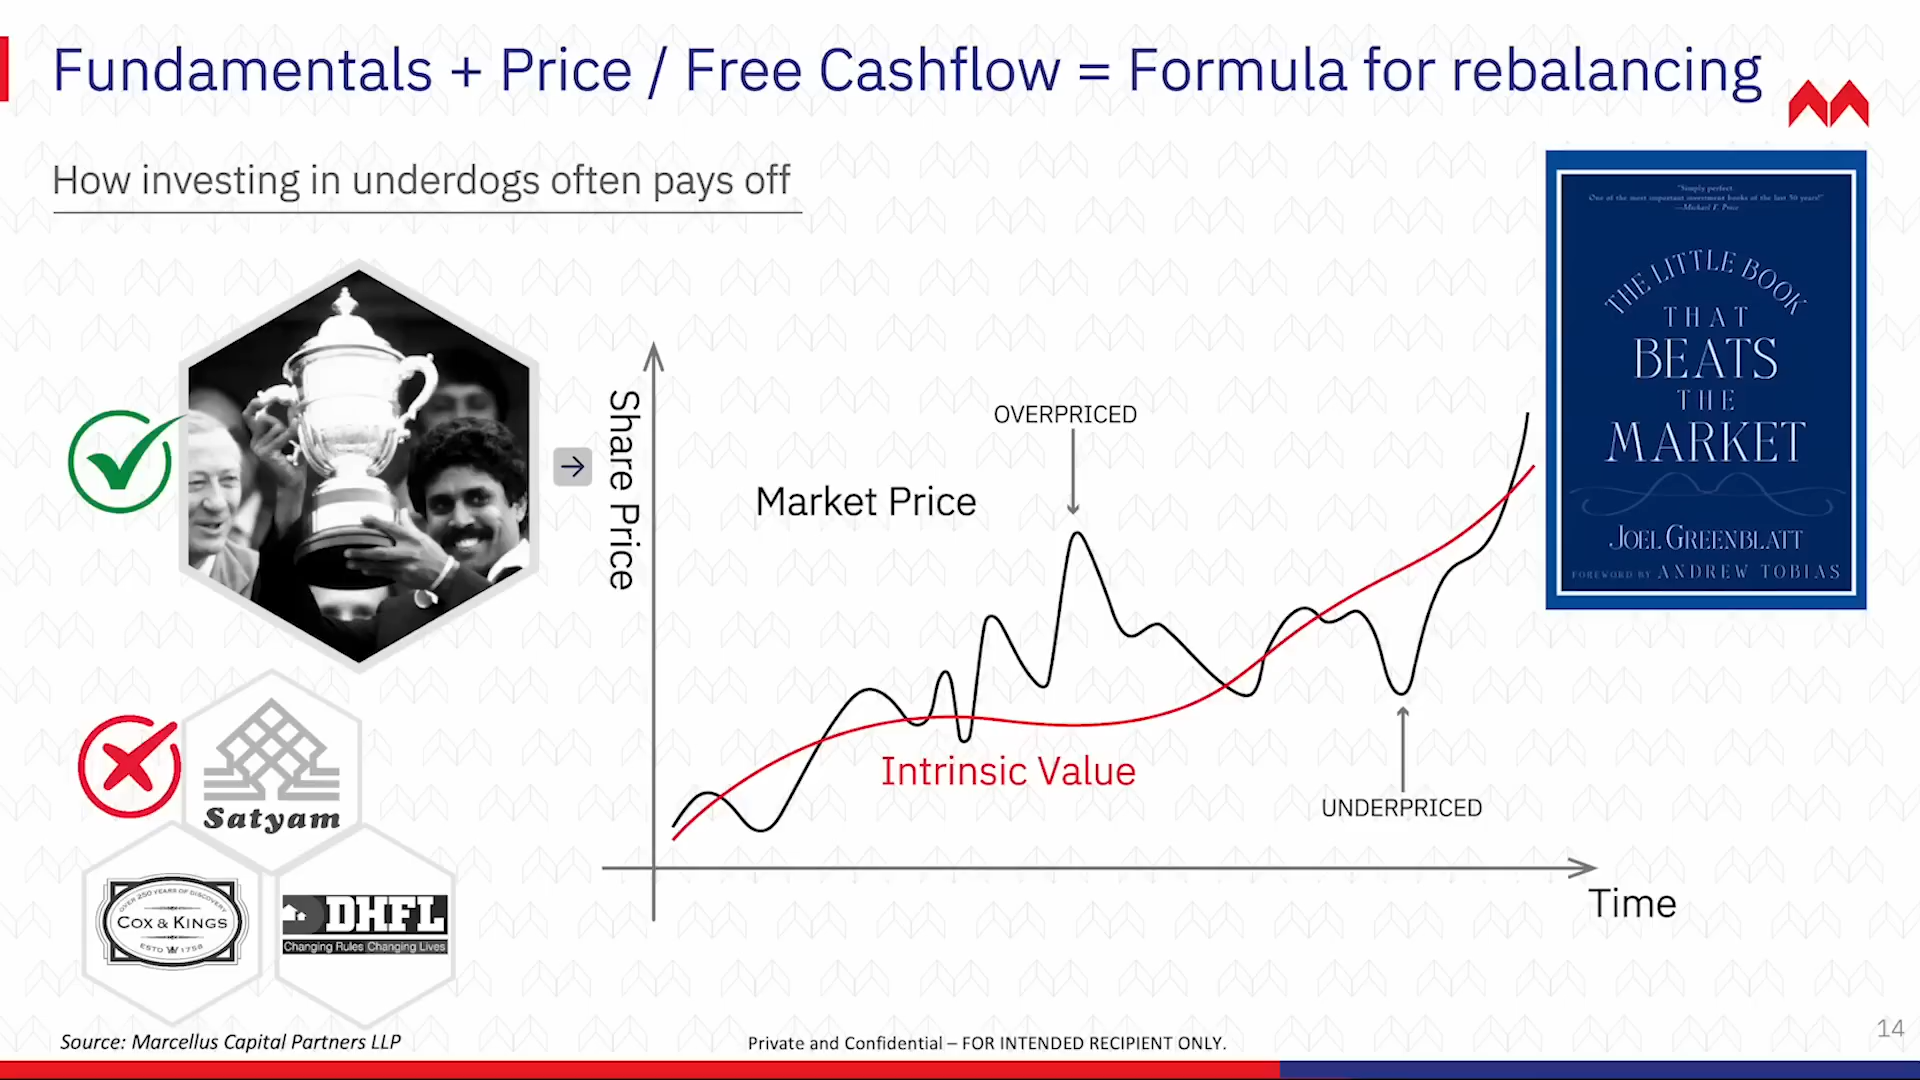 Fundamentals + Price / Free Cashflow = Formula for rebalancing
How investing in underdogs often pays off
"Simply perfect
One of the most important investment books of the last 50 years!"
—Michael F. Price
THE LITTLE BOOK
THAT
BEATS
THE
MARKET
JOEL GREENBLATT
FOREWORD BY ANDREW TOBIAS
Share Price
OVERPRICED
Market Price
Intrinsic Value
UNDERPRICED
Time
Satyam
OVER 250 YEARS OF DISCOVERY
COX & KINGS
ESTD 1758
DHFL
Changing Rules Changing Lives
Source: Marcellus Capital Partners LLP
Private and Confidential – FOR INTENDED RECIPIENT ONLY.
14